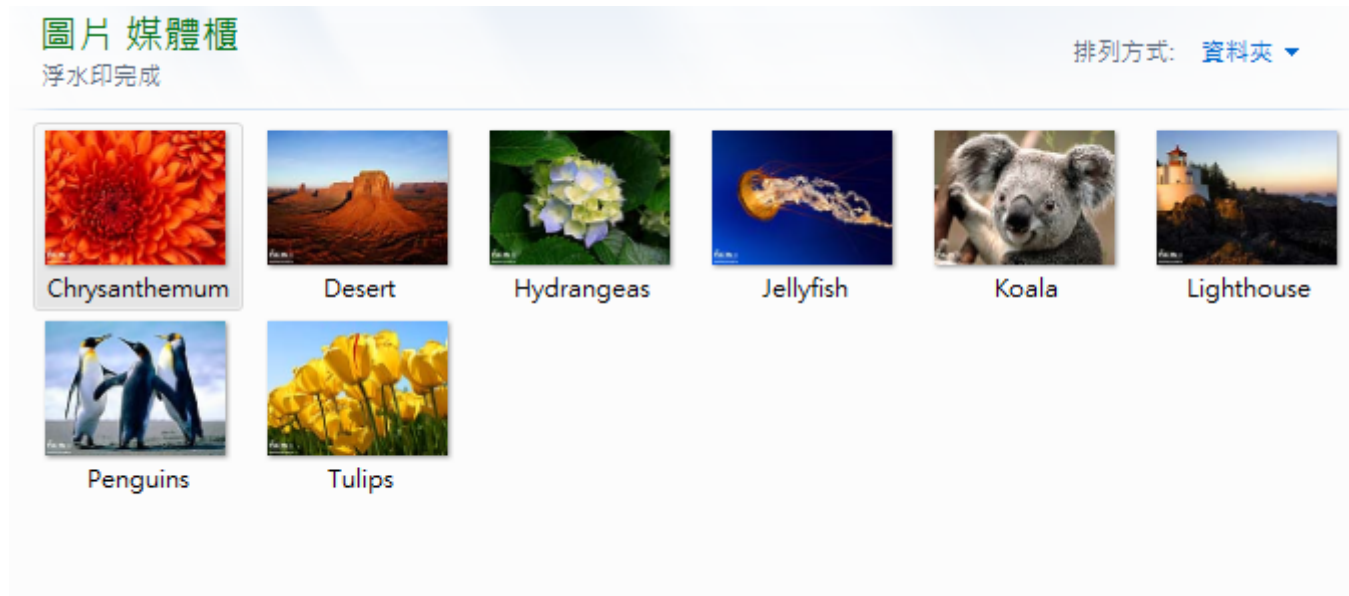 圖片 媒體櫃
浮水印完成
排列方式: 資料夾
Chrysanthemum
Desert
Hydrangeas
Jellyfish
Koala
Lighthouse
Penguins
Tulips